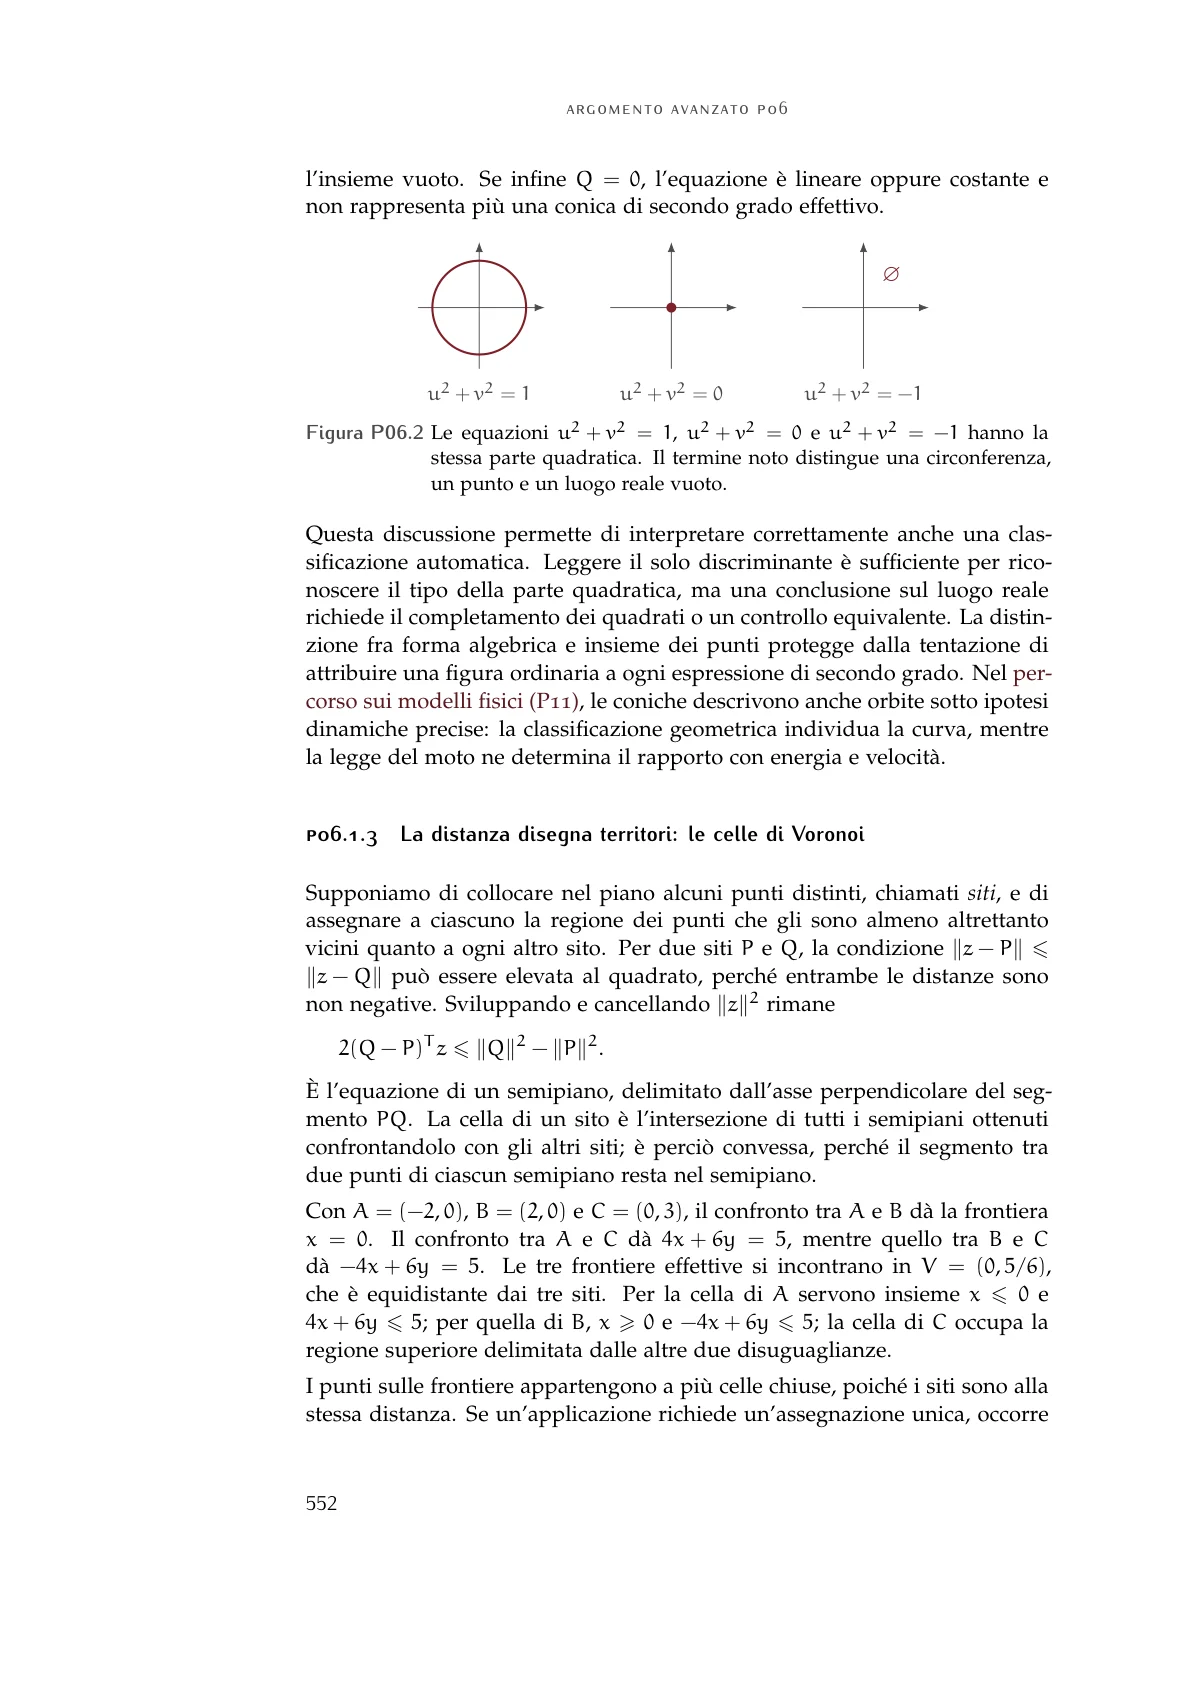 ARGOMENTO AVANZATO P06
l'insieme vuoto. Se infine Q = 0, l'equazione è lineare oppure costante e
non rappresenta più una conica di secondo grado effettivo.
∅
u² + v² = 1
u² + v² = 0
u² + v² = −1
Figura P06.2 Le equazioni u² + v² = 1, u² + v² = 0 e u² + v² = −1 hanno la
stessa parte quadratica. Il termine noto distingue una circonferenza,
un punto e un luogo reale vuoto.
Questa discussione permette di interpretare correttamente anche una clas-
sificazione automatica. Leggere il solo discriminante è sufficiente per rico-
noscere il tipo della parte quadratica, ma una conclusione sul luogo reale
richiede il completamento dei quadrati o un controllo equivalente. La distin-
zione fra forma algebrica e insieme dei punti protegge dalla tentazione di
attribuire una figura ordinaria a ogni espressione di secondo grado. Nel per-
corso sui modelli fisici (P11), le coniche descrivono anche orbite sotto ipotesi
dinamiche precise: la classificazione geometrica individua la curva, mentre
la legge del moto ne determina il rapporto con energia e velocità.
P06.1.3 La distanza disegna territori: le celle di Voronoi
Supponiamo di collocare nel piano alcuni punti distinti, chiamati siti, e di
assegnare a ciascuno la regione dei punti che gli sono almeno altrettanto
vicini quanto a ogni altro sito. Per due siti P e Q, la condizione ‖z − P‖ ⩽
‖z − Q‖ può essere elevata al quadrato, perché entrambe le distanze sono
non negative. Sviluppando e cancellando ‖z‖² rimane
2(Q − P)ᵀz ⩽ ‖Q‖² − ‖P‖².
È l'equazione di un semipiano, delimitato dall'asse perpendicolare del seg-
mento PQ. La cella di un sito è l'intersezione di tutti i semipiani ottenuti
confrontandolo con gli altri siti; è perciò convessa, perché il segmento tra
due punti di ciascun semipiano resta nel semipiano.
Con A = (−2, 0), B = (2, 0) e C = (0, 3), il confronto tra A e B dà la frontiera
x = 0. Il confronto tra A e C dà 4x + 6y = 5, mentre quello tra B e C
dà −4x + 6y = 5. Le tre frontiere effettive si incontrano in V = (0, 5/6),
che è equidistante dai tre siti. Per la cella di A servono insieme x ⩽ 0 e
4x + 6y ⩽ 5; per quella di B, x ⩾ 0 e −4x + 6y ⩽ 5; la cella di C occupa la
regione superiore delimitata dalle altre due disuguaglianze.
I punti sulle frontiere appartengono a più celle chiuse, poiché i siti sono alla
stessa distanza. Se un'applicazione richiede un'assegnazione unica, occorre
552